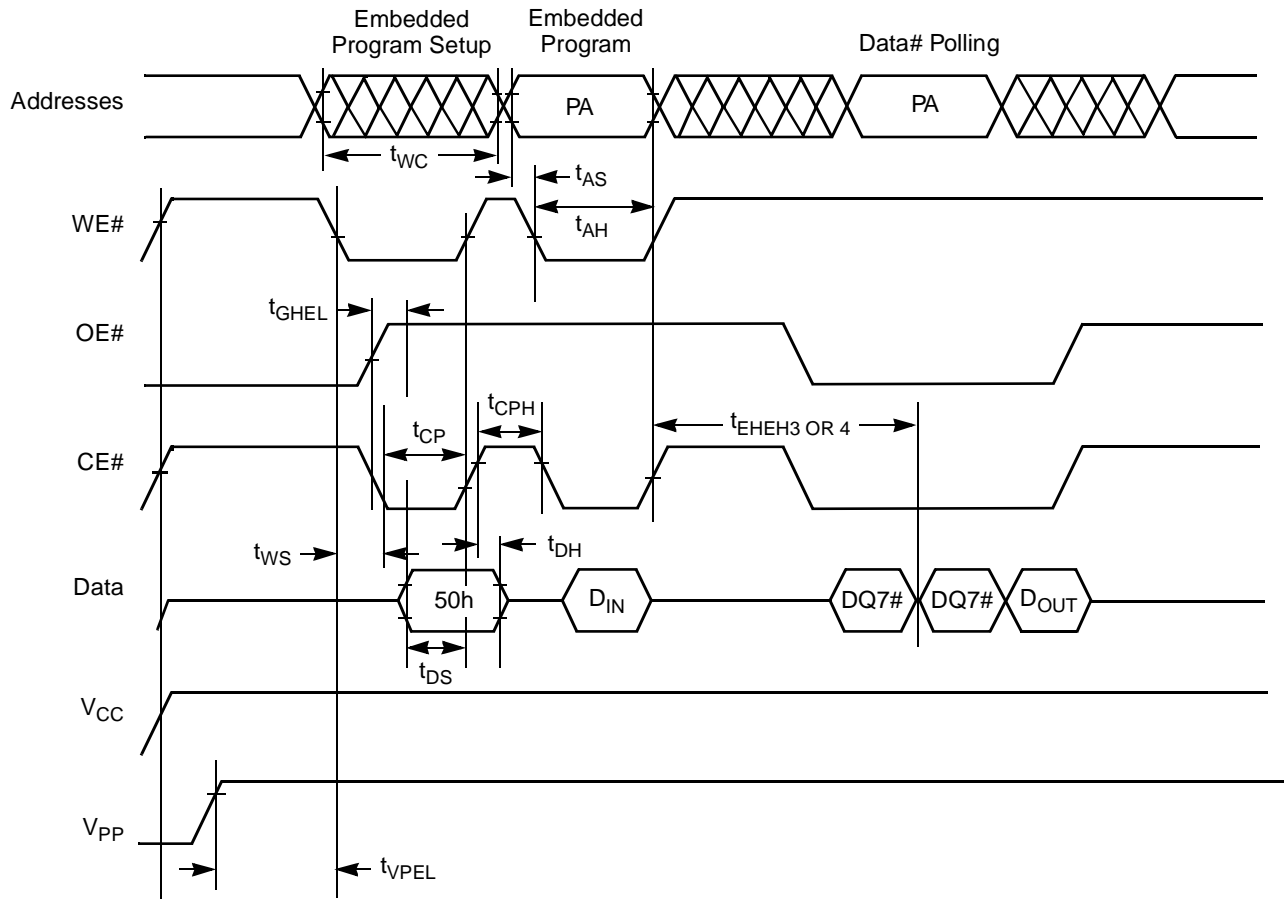 Embedded
Program Setup
Embedded
Program
Data# Polling
Addresses
PA
PA
tWC
tAS
WE#
tAH
tGHEL
OE#
tCPH
tCP
tEHEH3 OR 4
CE#
tWS
tDH
Data
50h
DIN
DQ7#
DQ7#
DOUT
tDS
VCC
VPP
tVPEL